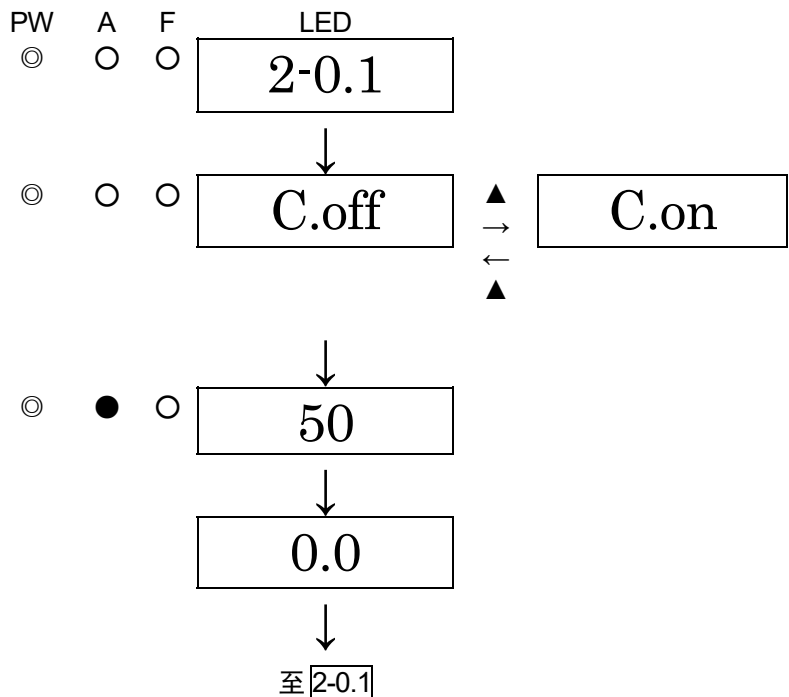 PW A F LED
◎ ○ ○ 2-0.1
↓
◎ ○ ○ C.off ▲ → ← ▲ C.on
↓
◎ ● ○ 50
↓
0.0
↓
至 2-0.1